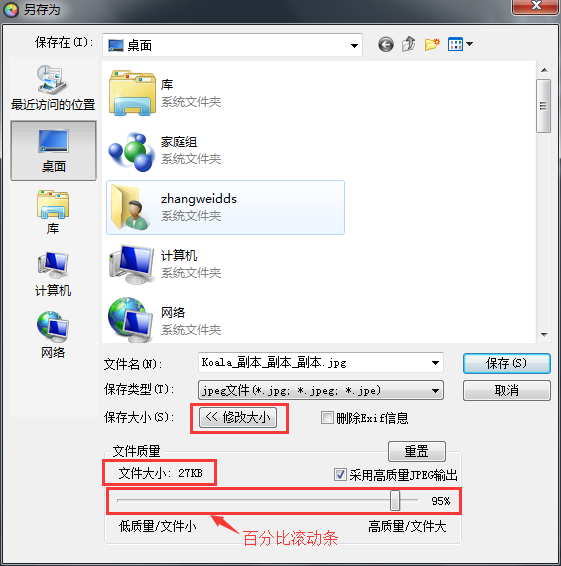 另存为
保存在(I):
桌面
最近访问的位置
桌面
库
计算机
网络
库
系统文件夹
家庭组
系统文件夹
zhangweidds
系统文件夹
计算机
系统文件夹
网络
系统文件夹
文件名(N):
Koala_副本_副本_副本.jpg
保存(S)
保存类型(T):
jpeg文件(*.jpg; *.jpeg; *.jpe)
取消
保存大小(S):
<< 修改大小
删除Exif信息
文件质量
重置
文件大小: 27KB
采用高质量JPEG输出
95%
低质量/文件小
高质量/文件大
百分比滚动条